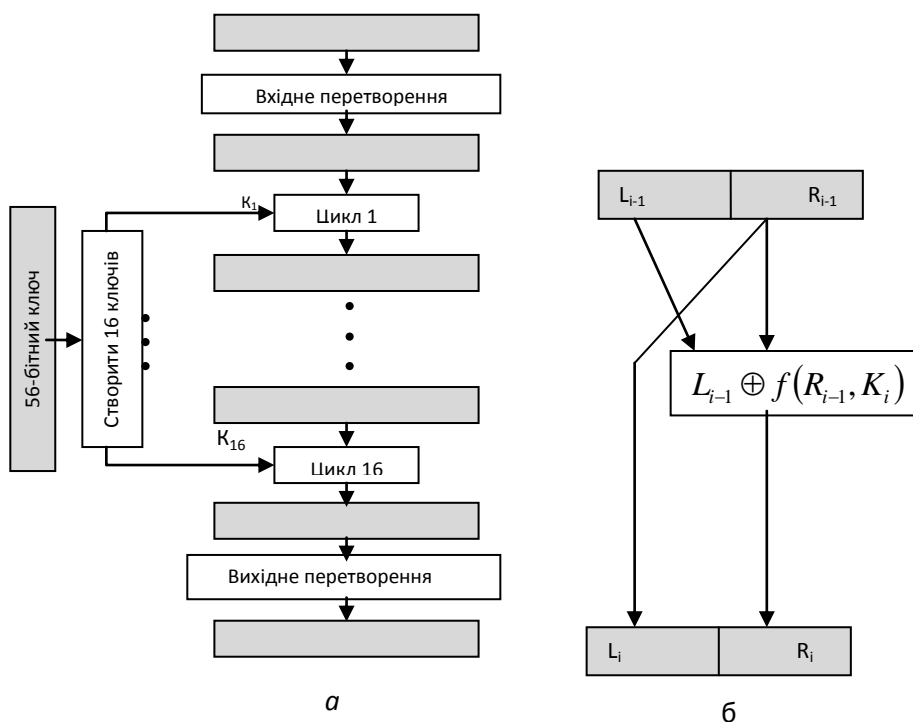 Вхідне перетворення
K₁
Цикл 1
56-бітний ключ
Створити 16 ключів
K₁₆
Цикл 16
Вихідне перетворення
а
Lᵢ₋₁
Rᵢ₋₁
Lᵢ₋₁ ⊕ f(Rᵢ₋₁, Kᵢ)
Lᵢ
Rᵢ
б